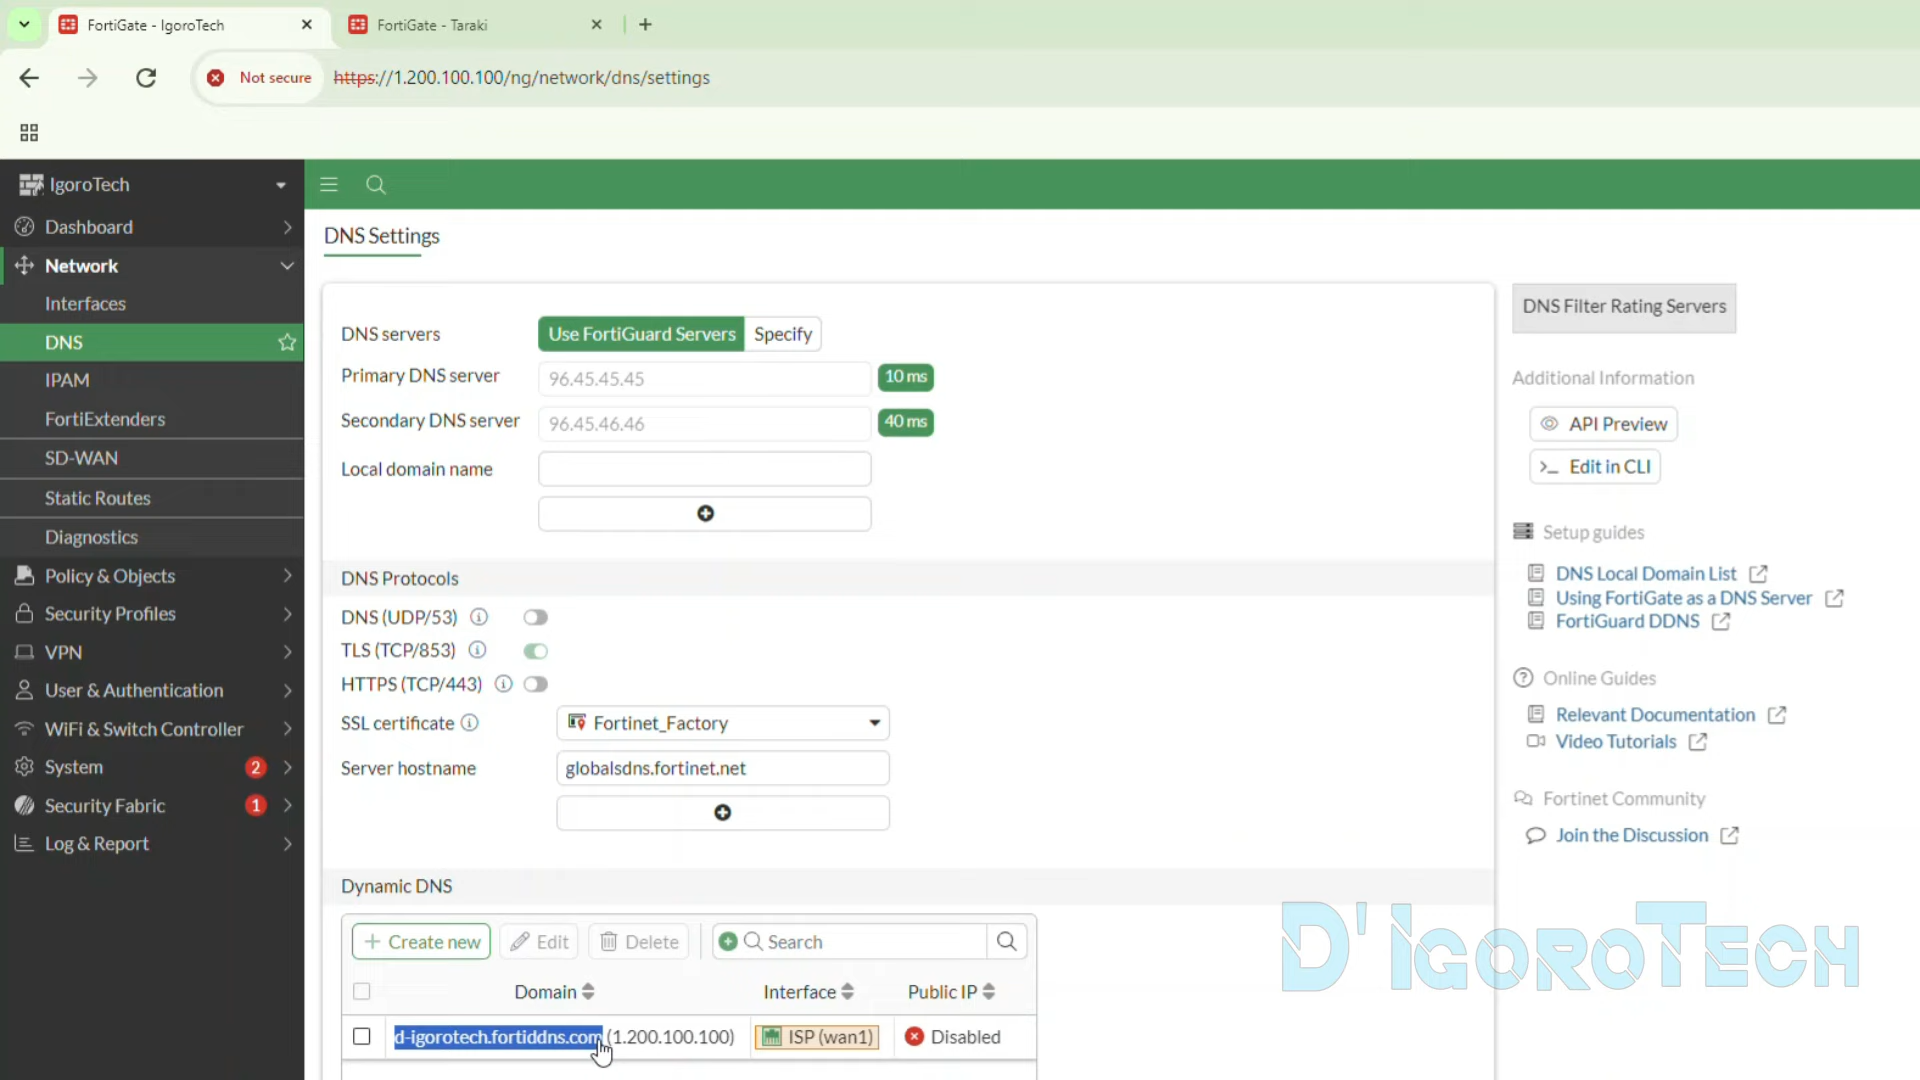 FortiGate - IgoroTech
FortiGate - Taraki
Not secure
https://1.200.100.100/ng/network/dns/settings
IgoroTech
Dashboard
Network
Interfaces
DNS
IPAM
FortiExtenders
SD-WAN
Static Routes
Diagnostics
Policy & Objects
Security Profiles
VPN
User & Authentication
WiFi & Switch Controller
System 2
Security Fabric 1
Log & Report
DNS Settings
DNS servers Use FortiGuard Servers Specify
Primary DNS server 96.45.45.45 10 ms
Secondary DNS server 96.45.46.46 40 ms
Local domain name
DNS Protocols
DNS (UDP/53)
TLS (TCP/853)
HTTPS (TCP/443)
SSL certificate Fortinet_Factory
Server hostname globalsdns.fortinet.net
Dynamic DNS
Create new Edit Delete Search
Domain Interface Public IP
d-igorotech.fortiddns.com (1.200.100.100) ISP (wan1) Disabled
DNS Filter Rating Servers
Additional Information
API Preview
>_ Edit in CLI
Setup guides
DNS Local Domain List
Using FortiGate as a DNS Server
FortiGuard DDNS
Online Guides
Relevant Documentation
Video Tutorials
Fortinet Community
Join the Discussion
D'IGOROTECH